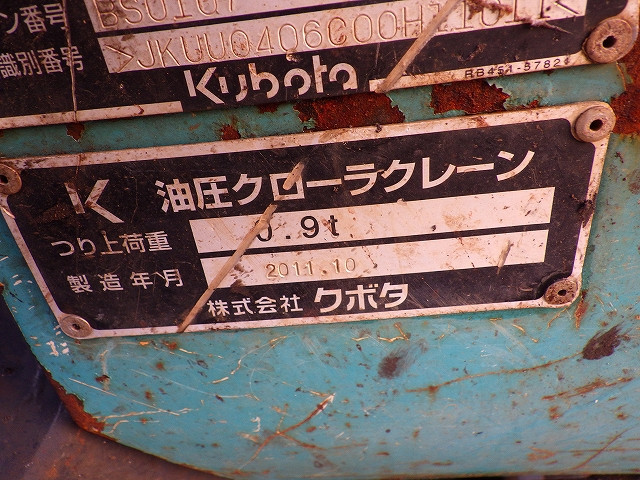 ン番号
識別番号
Kubota
RB451-5782
K 油圧クローラクレーン
つり上荷重 0.9t
製造年月 2011.10
株式会社 クボタ